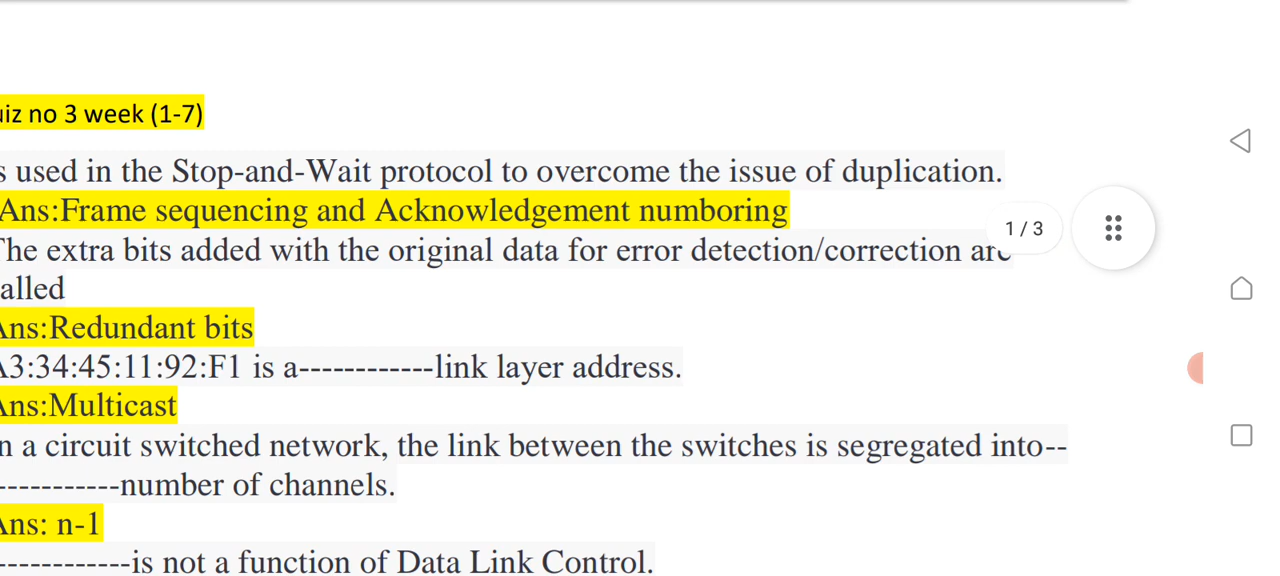 iz no 3 week (1-7)
s used in the Stop-and-Wait protocol to overcome the issue of duplication.
Ans:Frame sequencing and Acknowledgement numboring
1 / 3
The extra bits added with the original data for error detection/correction are
alled
Ans:Redundant bits
A3:34:45:11:92:F1 is a------------link layer address.
Ans:Multicast
n a circuit switched network, the link between the switches is segregated into--
-----------number of channels.
Ans: n-1
------------is not a function of Data Link Control.